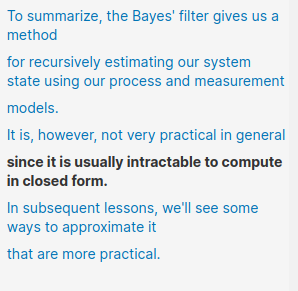 To summarize, the Bayes' filter gives us a
method
for recursively estimating our system
state using our process and measurement
models.
It is, however, not very practical in general
since it is usually intractable to compute
in closed form.
In subsequent lessons, we'll see some
ways to approximate it
that are more practical.